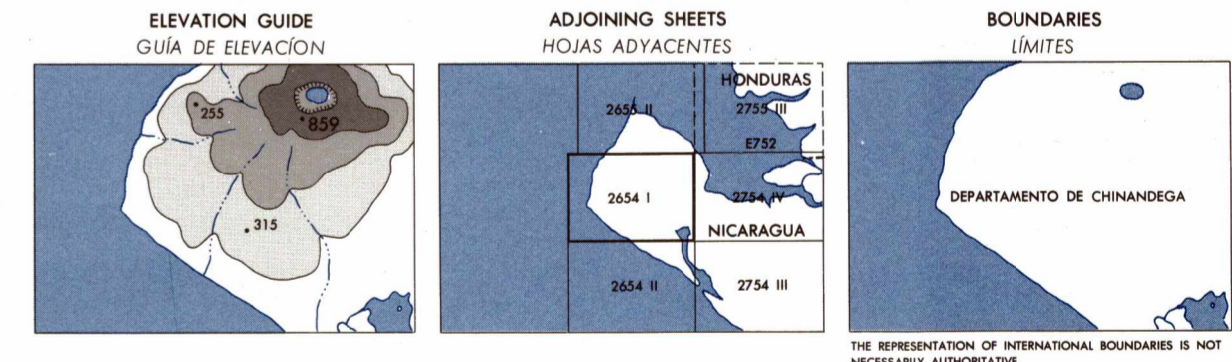 ELEVATION GUIDE
GUÍA DE ELEVACÍON
255
859
315
ADJOINING SHEETS
HOJAS ADYACENTES
HONDURAS
2655 II
2755 III
E752
2654 I
2754 IV
NICARAGUA
2654 II
2754 III
BOUNDARIES
LÍMITES
DEPARTAMENTO DE CHINANDEGA
THE REPRESENTATION OF INTERNATIONAL BOUNDARIES IS NOT
NECESSARILY AUTHORITATIVE